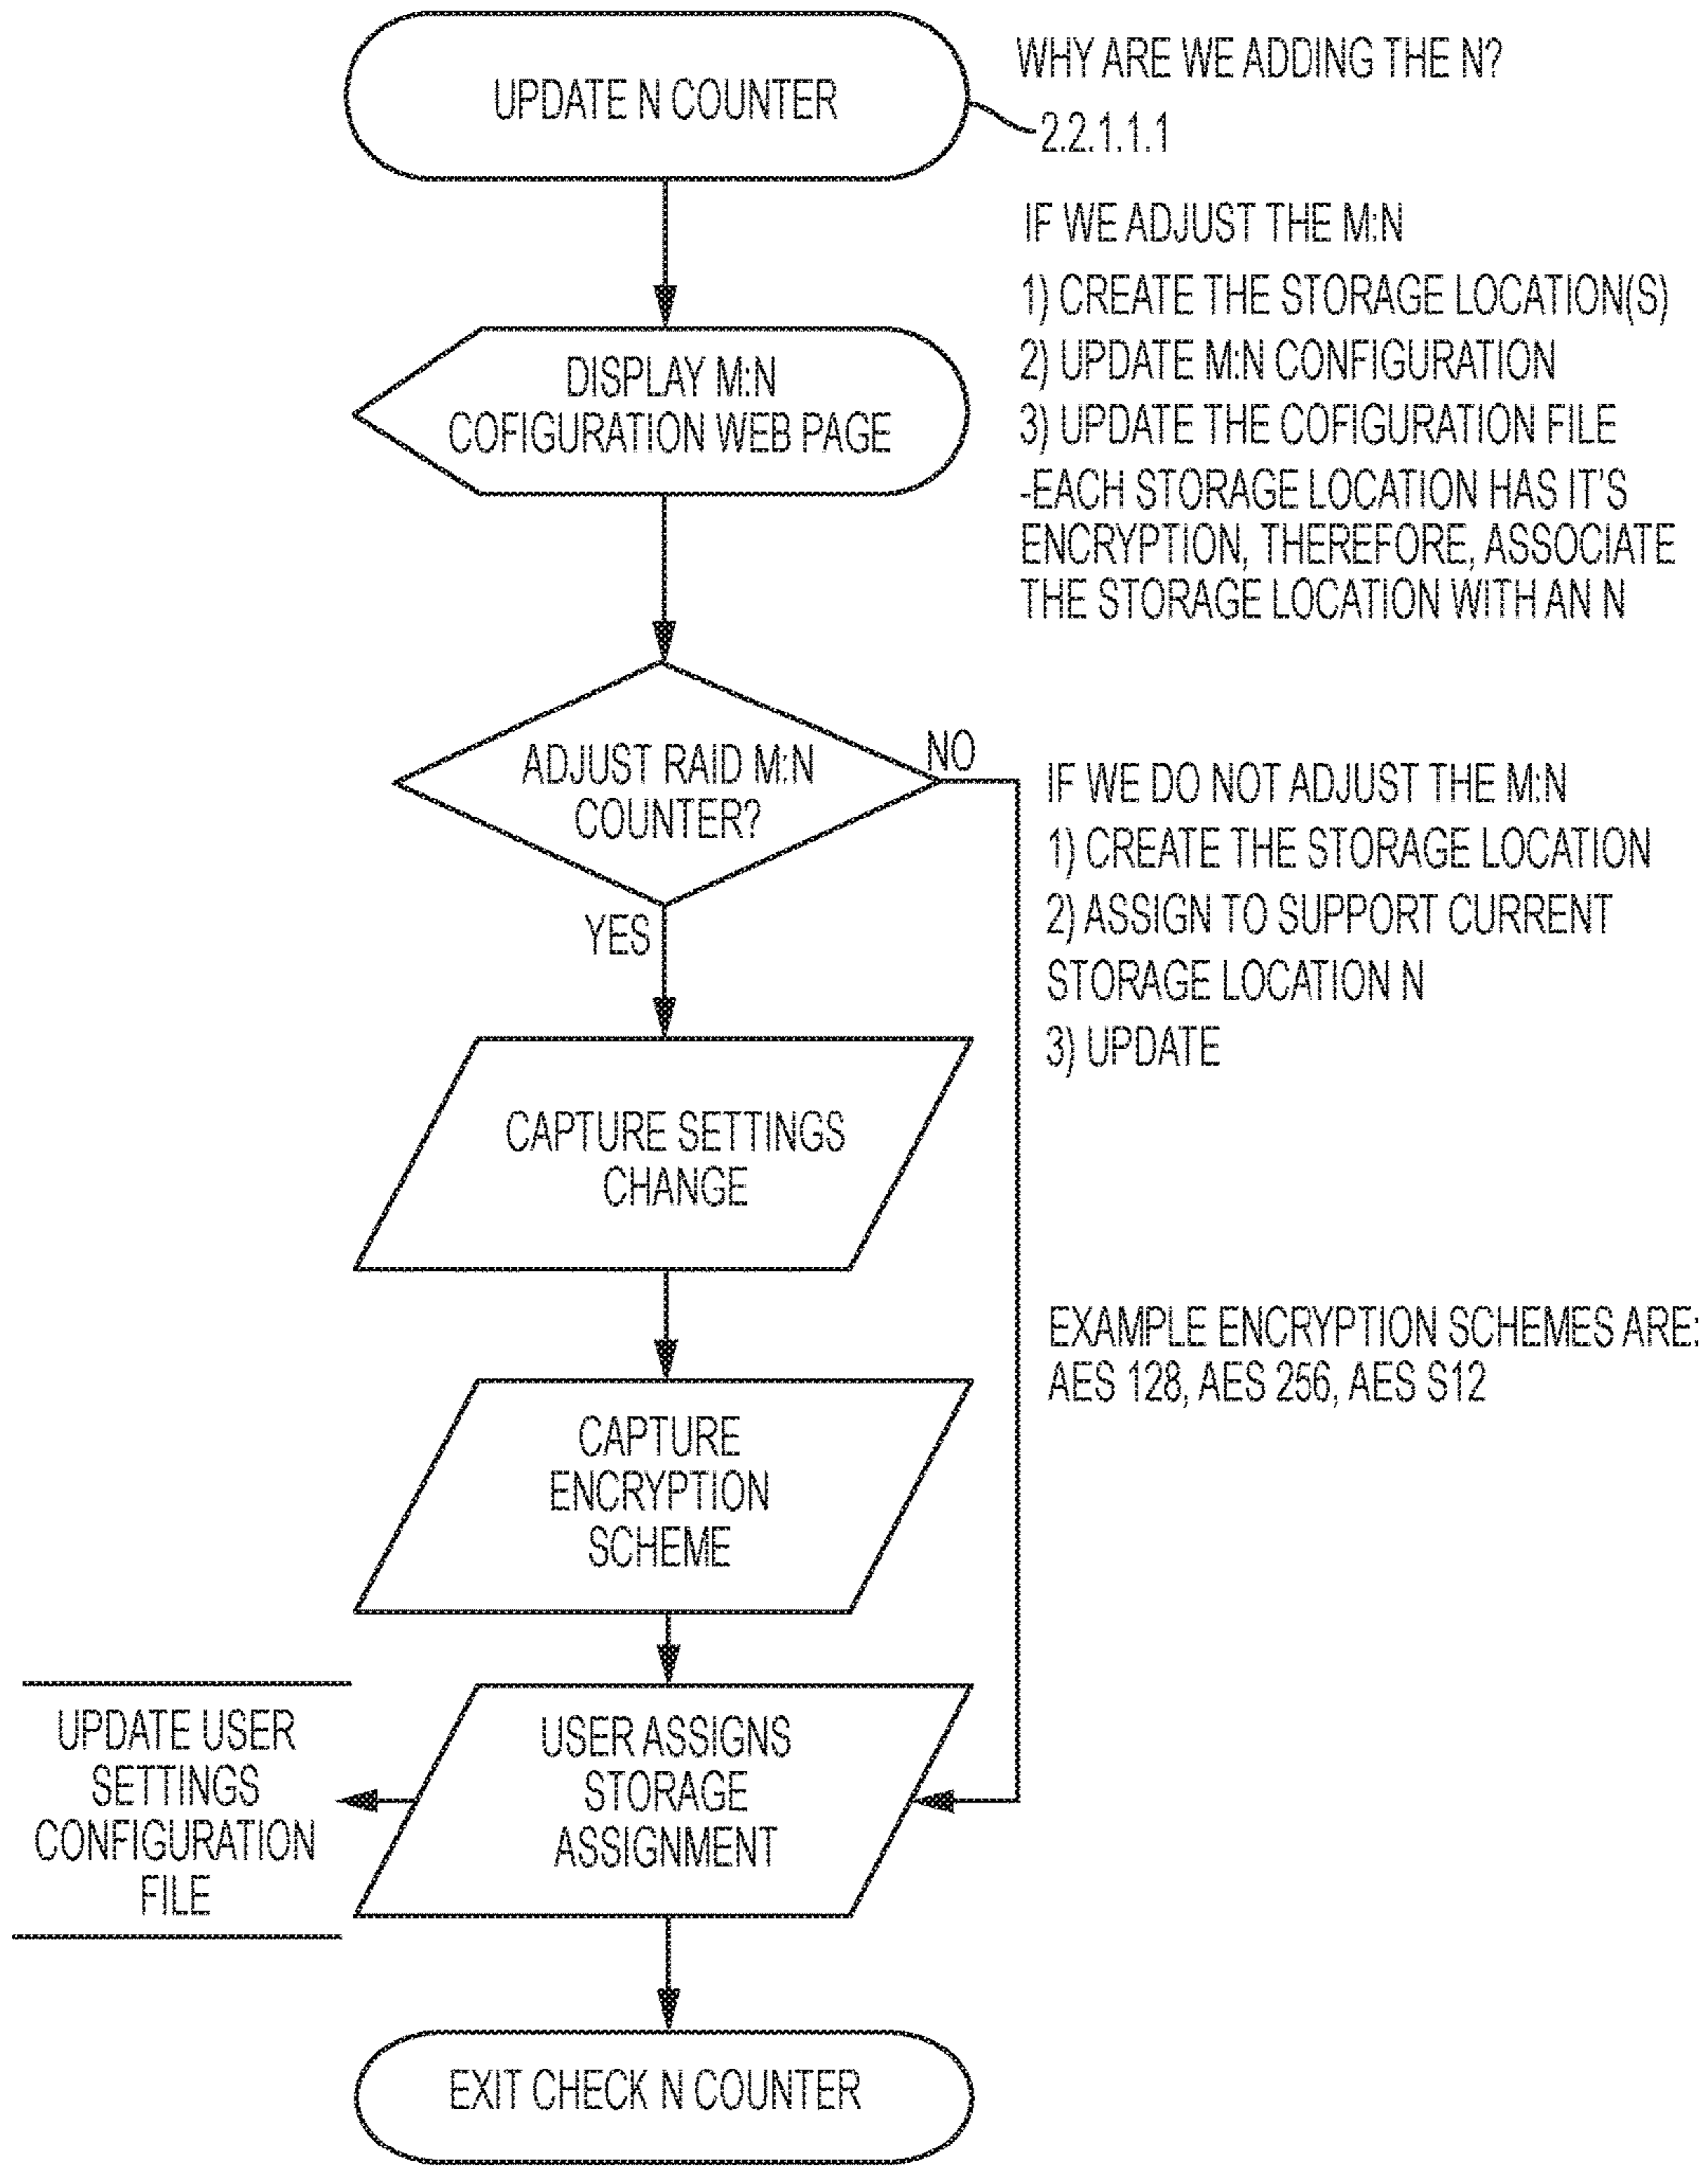 UPDATE N COUNTER
WHY ARE WE ADDING THE N?
2.2.1.1.1
IF WE ADJUST THE M:N
1) CREATE THE STORAGE LOCATION(S)
2) UPDATE M:N CONFIGURATION
3) UPDATE THE COFIGURATION FILE
-EACH STORAGE LOCATION HAS IT'S
ENCRYPTION, THEREFORE, ASSOCIATE
THE STORAGE LOCATION WITH AN N
DISPLAY M:N
COFIGURATION WEB PAGE
ADJUST RAID M:N
COUNTER?
NO
YES
IF WE DO NOT ADJUST THE M:N
1) CREATE THE STORAGE LOCATION
2) ASSIGN TO SUPPORT CURRENT
STORAGE LOCATION N
3) UPDATE
CAPTURE SETTINGS
CHANGE
EXAMPLE ENCRYPTION SCHEMES ARE:
AES 128, AES 256, AES S12
CAPTURE
ENCRYPTION
SCHEME
USER ASSIGNS
STORAGE
ASSIGNMENT
UPDATE USER
SETTINGS
CONFIGURATION
FILE
EXIT CHECK N COUNTER